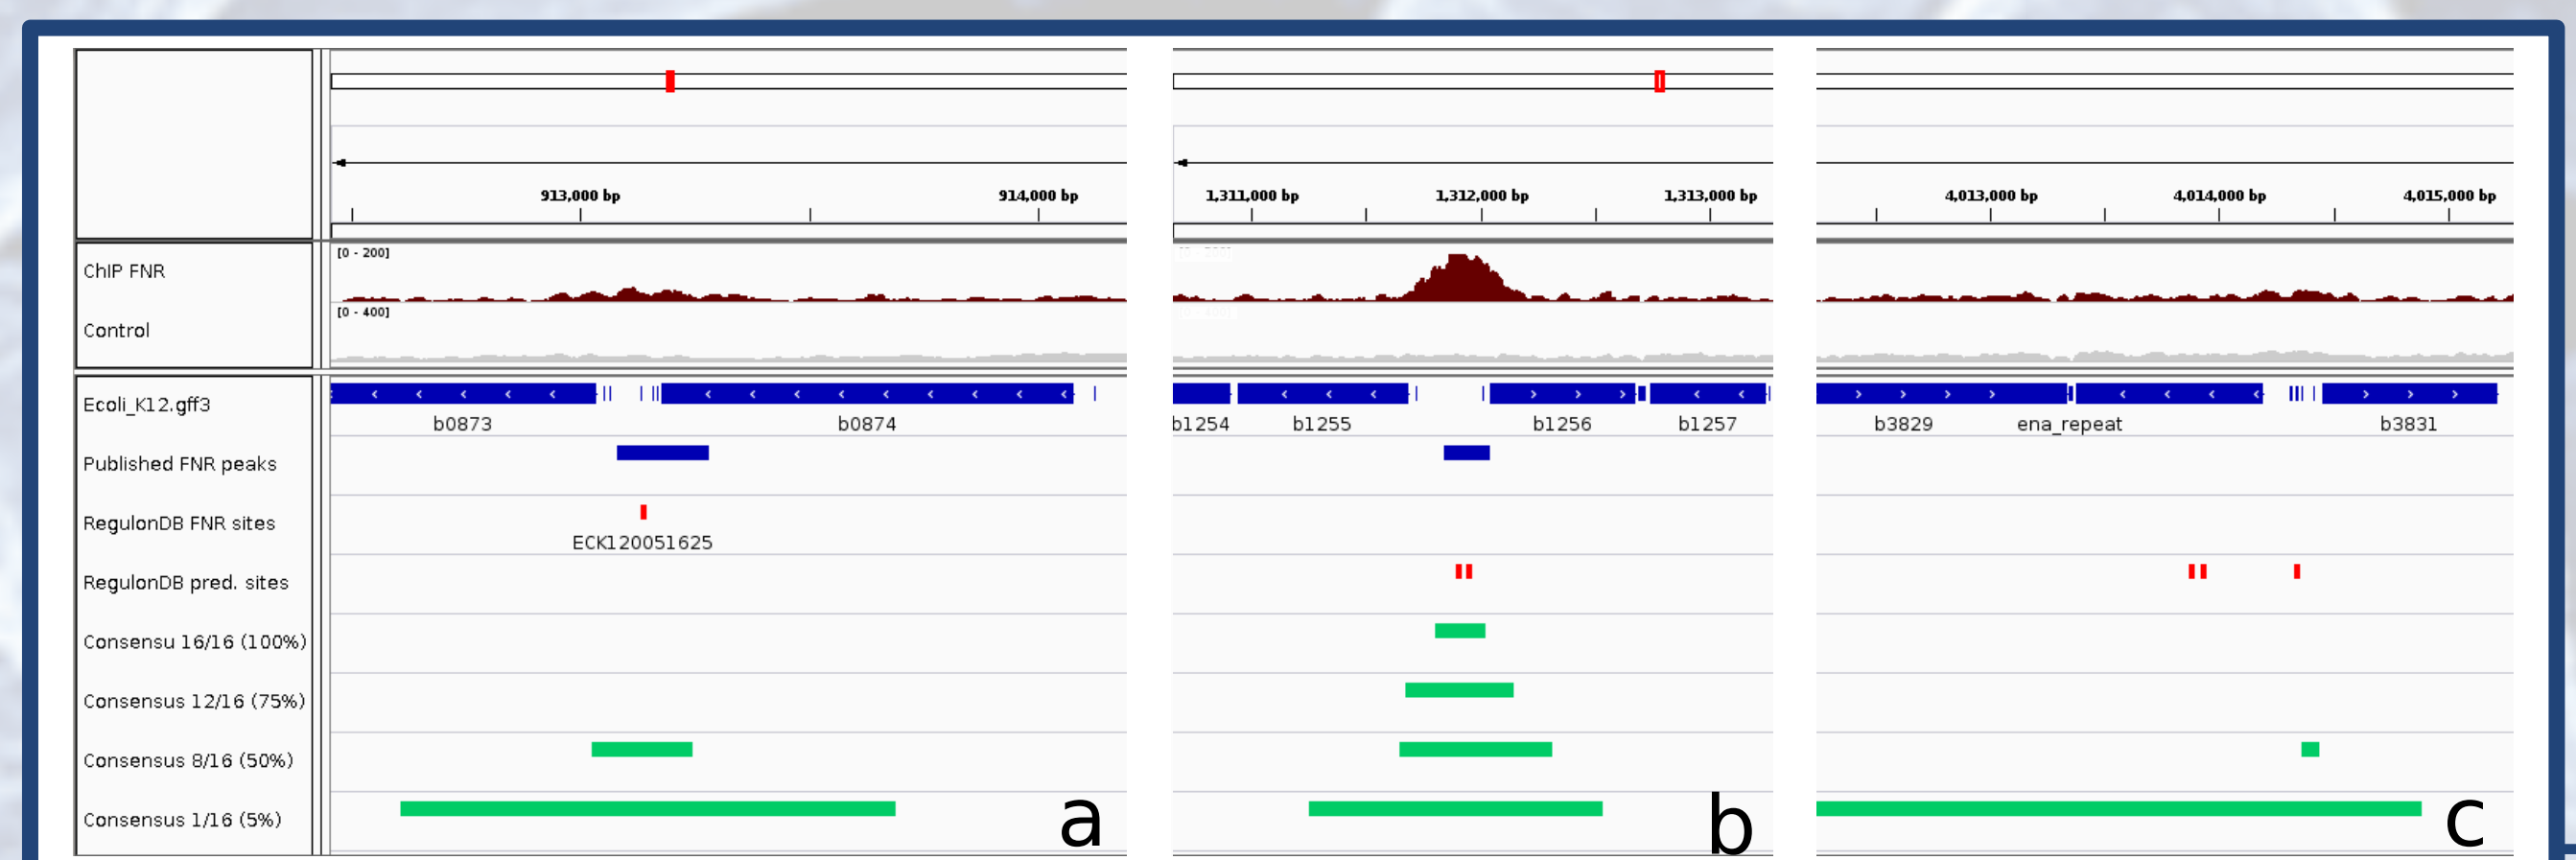 913,000 bp 914,000 bp 1,311,000 bp 1,312,000 bp 1,313,000 bp 4,013,000 bp 4,014,000 bp 4,015,000 bp
ChIP FNR [0 - 200]
Control [0 - 400]
Ecoli_K12.gff3
b0873 b0874 b1254 b1255 b1256 b1257 b3829 ena_repeat b3831
Published FNR peaks
RegulonDB FNR sites
ECK120051625
RegulonDB pred. sites
Consensu 16/16 (100%)
Consensus 12/16 (75%)
Consensus 8/16 (50%)
Consensus 1/16 (5%)
a b c